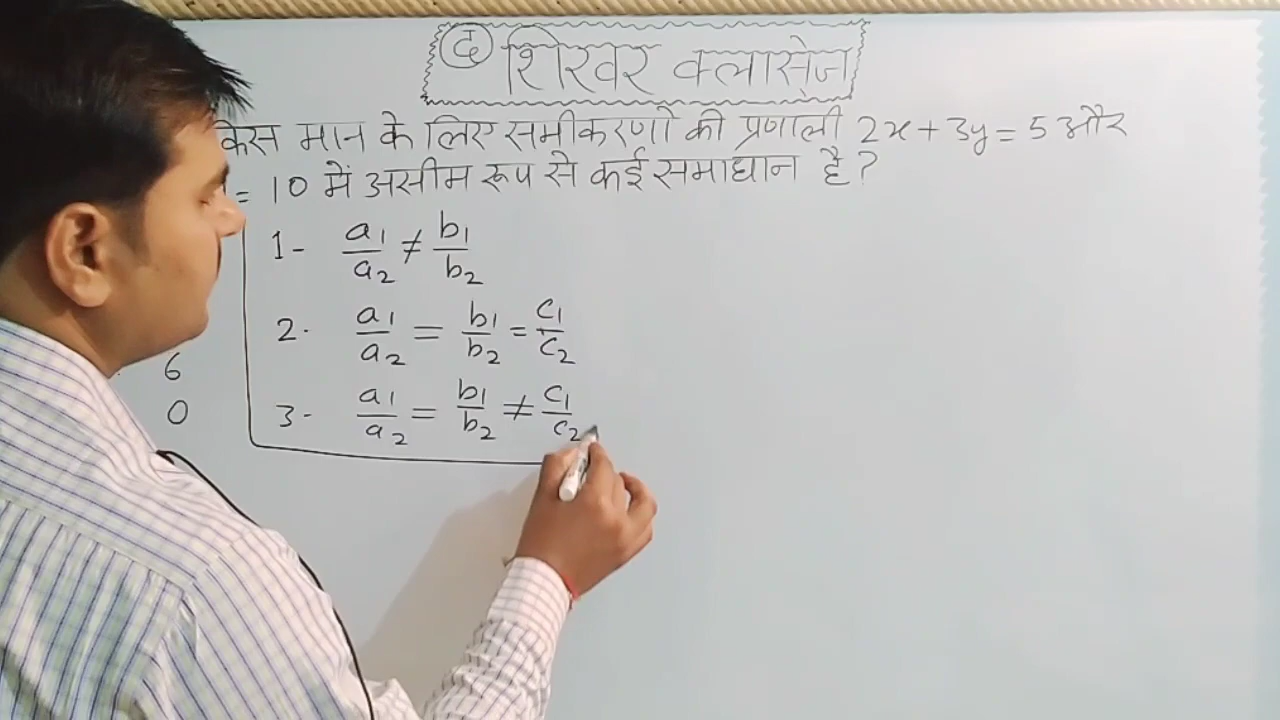 द शिखर क्लासेज
किस मान के लिए समीकरणों की प्रणाली 2x + 3y = 5 और
= 10 में असीम रूप से कई समाधान है?
1- a₁/a₂ ≠ b₁/b₂
2. a₁/a₂ = b₁/b₂ = c₁/c₂
6
0
3- a₁/a₂ = b₁/b₂ ≠ c₁/c₂